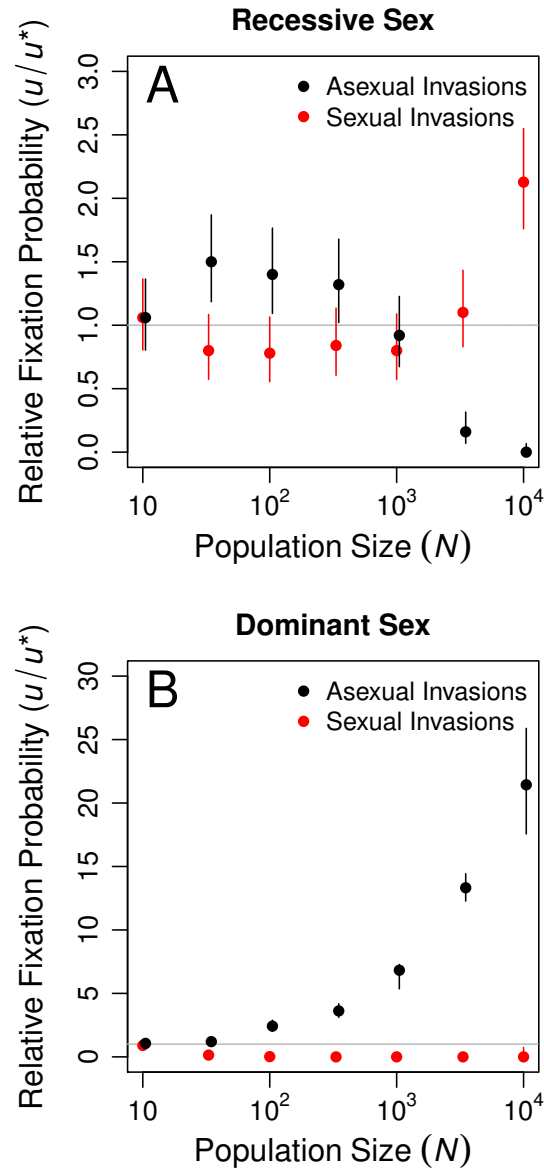 Recessive Sex
A
Asexual Invasions
Sexual Invasions
Relative Fixation Probability (u/u*)
3.0
2.5
2.0
1.5
1.0
0.5
0.0
10
10²
10³
10⁴
Population Size (N)
Dominant Sex
B
Asexual Invasions
Sexual Invasions
Relative Fixation Probability (u/u*)
30
25
20
15
10
5
0
10
10²
10³
10⁴
Population Size (N)